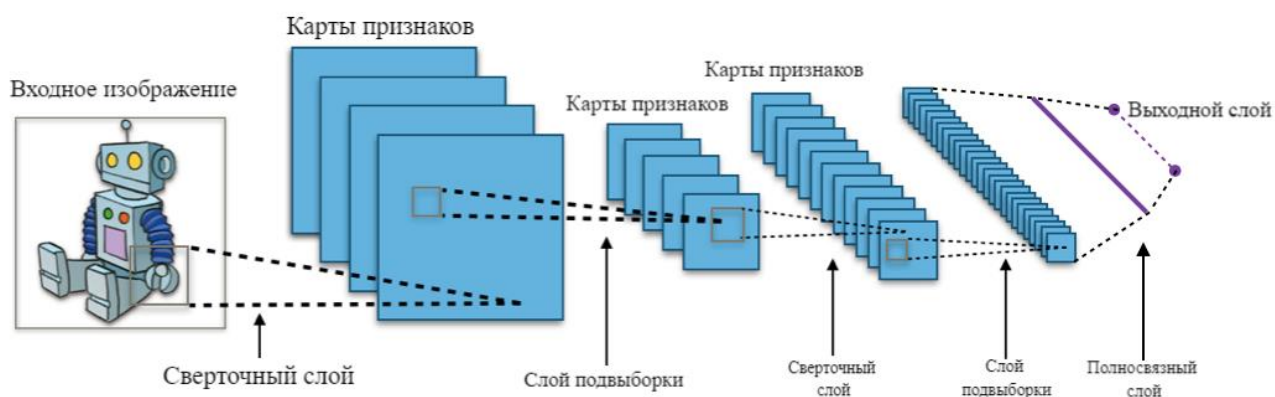 Карты признаков
Входное изображение
Карты признаков
Карты признаков
Выходной слой
Сверточный слой
Слой подвыборки
Сверточный
слой
Слой
подвыборки
Полносвязный
слой